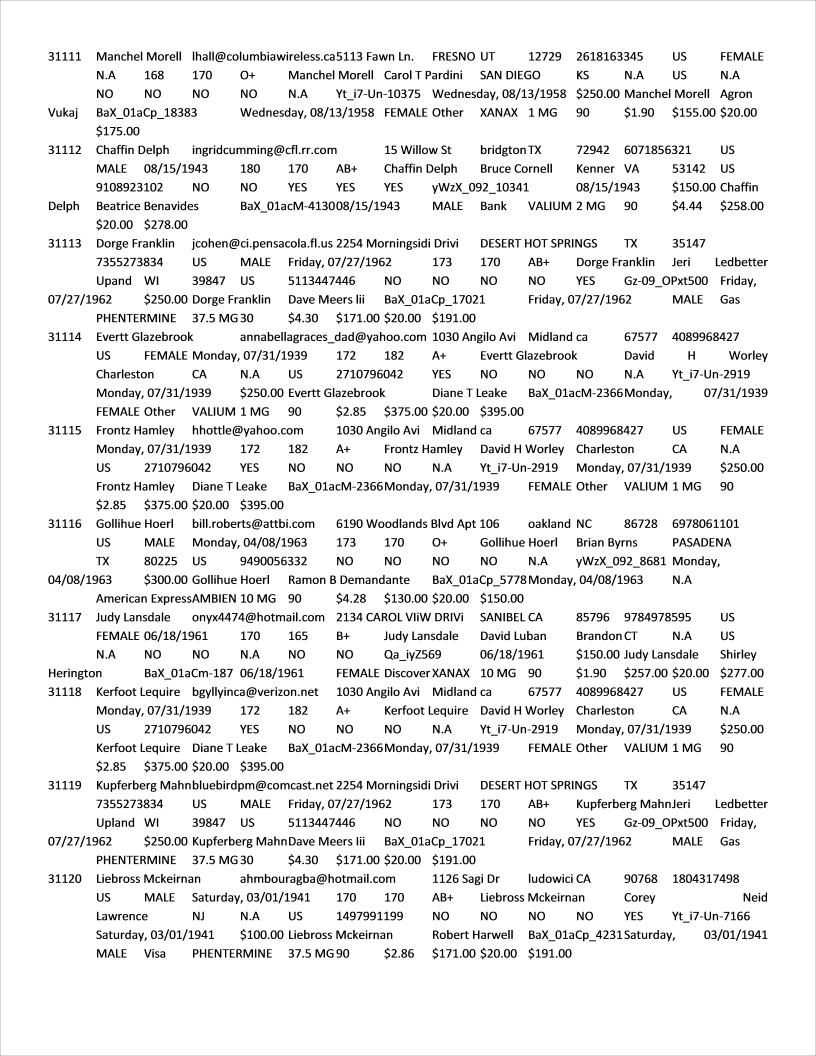 31111 Manchel Morell lhall@columbiawireless.ca5113 Fawn Ln. FRESNO UT 12729 2618163345 US FEMALE
N.A 168 170 O+ Manchel Morell Carol T Pardini SAN DIEGO KS N.A US N.A
NO NO NO NO N.A Yt_i7-Un-10375 Wednesday, 08/13/1958 $250.00 Manchel Morell Agron
Vukaj BaX_01aCp_18383 Wednesday, 08/13/1958 FEMALE Other XANAX 1 MG 90 $1.90 $155.00 $20.00
$175.00
31112 Chaffin Delph ingridcumming@cfl.rr.com 15 Willow St bridgton TX 72942 6071856321 US
MALE 08/15/1943 180 170 AB+ Chaffin Delph Bruce Cornell Kenner VA 53142 US
9108923102 NO NO YES YES YES yWzX_092_10341 08/15/1943 $150.00 Chaffin
Delph Beatrice Benavides BaX_01acM-413008/15/1943 MALE Bank VALIUM 2 MG 90 $4.44 $258.00
$20.00 $278.00
31113 Dorge Franklin jcohen@ci.pensacola.fl.us 2254 Morningsidi Drivi DESERT HOT SPRINGS TX 35147
7355273834 US MALE Friday, 07/27/1962 173 170 AB+ Dorge Franklin Jeri Ledbetter
Upand WI 39847 US 5113447446 NO NO NO NO YES Gz-09_OPxt500 Friday,
07/27/1962 $250.00 Dorge Franklin Dave Meers Iii BaX_01aCp_17021 Friday, 07/27/1962 MALE Gas
PHENTERMINE 37.5 MG 30 $4.30 $171.00 $20.00 $191.00
31114 Evertt Glazebrook annabellagraces_dad@yahoo.com 1030 Angilo Avi Midland ca 67577 4089968427
US FEMALE Monday, 07/31/1939 172 182 A+ Evertt Glazebrook David H Worley
Charleston CA N.A US 2710796042 YES NO NO NO N.A Yt_i7-Un-2919
Monday, 07/31/1939 $250.00 Evertt Glazebrook Diane T Leake BaX_01acM-2366Monday, 07/31/1939
FEMALE Other VALIUM 1 MG 90 $2.85 $375.00 $20.00 $395.00
31115 Frontz Hamley hhottle@yahoo.com 1030 Angilo Avi Midland ca 67577 4089968427 US FEMALE
Monday, 07/31/1939 172 182 A+ Frontz Hamley David H Worley Charleston CA N.A
US 2710796042 YES NO NO NO N.A Yt_i7-Un-2919 Monday, 07/31/1939 $250.00
Frontz Hamley Diane T Leake BaX_01acM-2366Monday, 07/31/1939 FEMALE Other VALIUM 1 MG 90
$2.85 $375.00 $20.00 $395.00
31116 Gollihue Hoerl bill.roberts@attbi.com 6190 Woodlands Blvd Apt 106 oakland NC 86728 6978061101
US MALE Monday, 04/08/1963 173 170 O+ Gollihue Hoerl Brian Byrns PASADENA
TX 80225 US 9490056332 NO NO NO NO N.A yWzX_092_8681 Monday,
04/08/1963 $300.00 Gollihue Hoerl Ramon B Demandante BaX_01aCp_5778Monday, 04/08/1963 N.A
American ExpressAMBIEN 10 MG 90 $4.28 $130.00 $20.00 $150.00
31117 Judy Lansdale onyx4474@hotmail.com 2134 CAROL VIiW DRIVi SANIBEL CA 85796 9784978595 US
FEMALE 06/18/1961 170 165 B+ Judy Lansdale David Luban Brandon CT N.A US
N.A NO NO NO NO Qa_iyZ569 06/18/1961 $150.00 Judy Lansdale Shirley
Herington BaX_01aCm-187 06/18/1961 FEMALE Discover XANAX 10 MG 90 $1.90 $257.00 $20.00 $277.00
31118 Kerfoot Lequire bgyllyinca@verizon.net 1030 Angilo Avi Midland ca 67577 4089968427 US FEMALE
Monday, 07/31/1939 172 182 A+ Kerfoot Lequire David H Worley Charleston CA N.A
US 2710796042 YES NO NO NO N.A Yt_i7-Un-2919 Monday, 07/31/1939 $250.00
Kerfoot Lequire Diane T Leake BaX_01acM-2366Monday, 07/31/1939 FEMALE Other VALIUM 1 MG 90
$2.85 $375.00 $20.00 $395.00
31119 Kupferberg Mahnbluebirdpm@comcast.net 2254 Morningsidi Drivi DESERT HOT SPRINGS TX 35147
7355273834 US MALE Friday, 07/27/1962 173 170 AB+ Kupferberg MahnJeri Ledbetter
Upland WI 39847 US 5113447446 NO NO NO NO YES Gz-09_OPxt500 Friday,
07/27/1962 $250.00 Kupferberg MahnDave Meers Iii BaX_01aCp_17021 Friday, 07/27/1962 MALE Gas
PHENTERMINE 37.5 MG 30 $4.30 $171.00 $20.00 $191.00
31120 Liebross Mckeirnan ahmbouragba@hotmail.com 1126 Sagi Dr ludowici CA 90768 1804317498
US MALE Saturday, 03/01/1941 170 170 AB+ Liebross Mckeirnan Corey Neid
Lawrence NJ N.A US 1497991199 NO NO NO NO YES Yt_i7-Un-7166
Saturday, 03/01/1941 $100.00 Liebross Mckeirnan Robert Harwell BaX_01aCp_4231Saturday, 03/01/1941
MALE Visa PHENTERMINE 37.5 MG 90 $2.86 $171.00 $20.00 $191.00